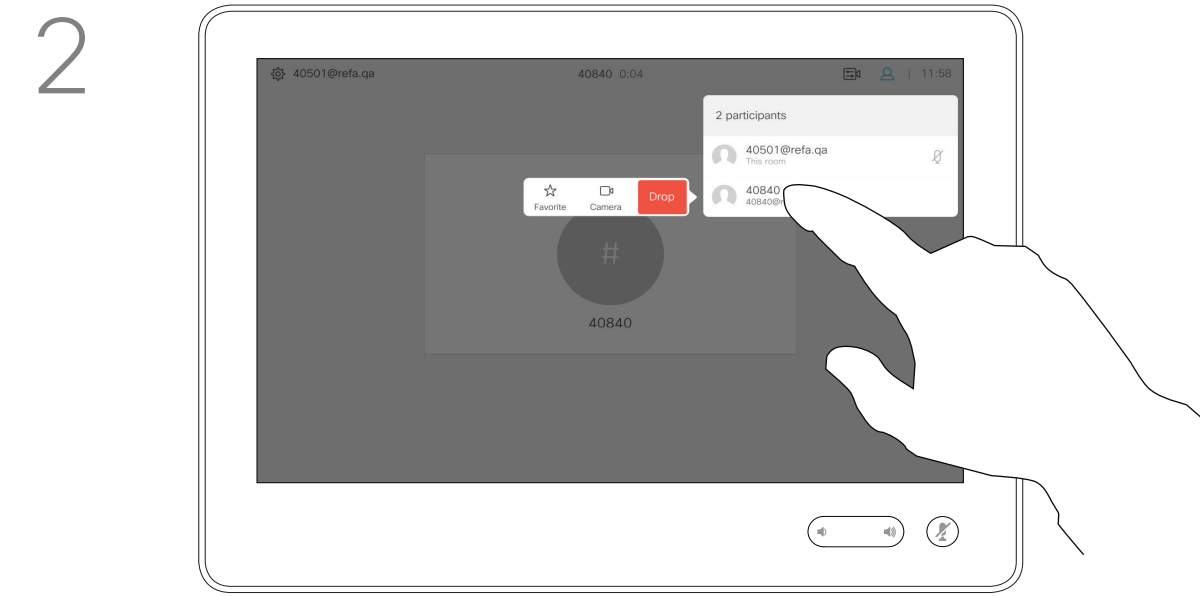 2
40501@refa.qa
40840 0:04
| 11:58
2 participants
40501@refa.qa
This room
40840
Favorite
Camera
Drop
#
40840